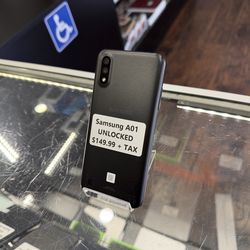 Samsung A01
UNLOCKED
$149.99 + TAX